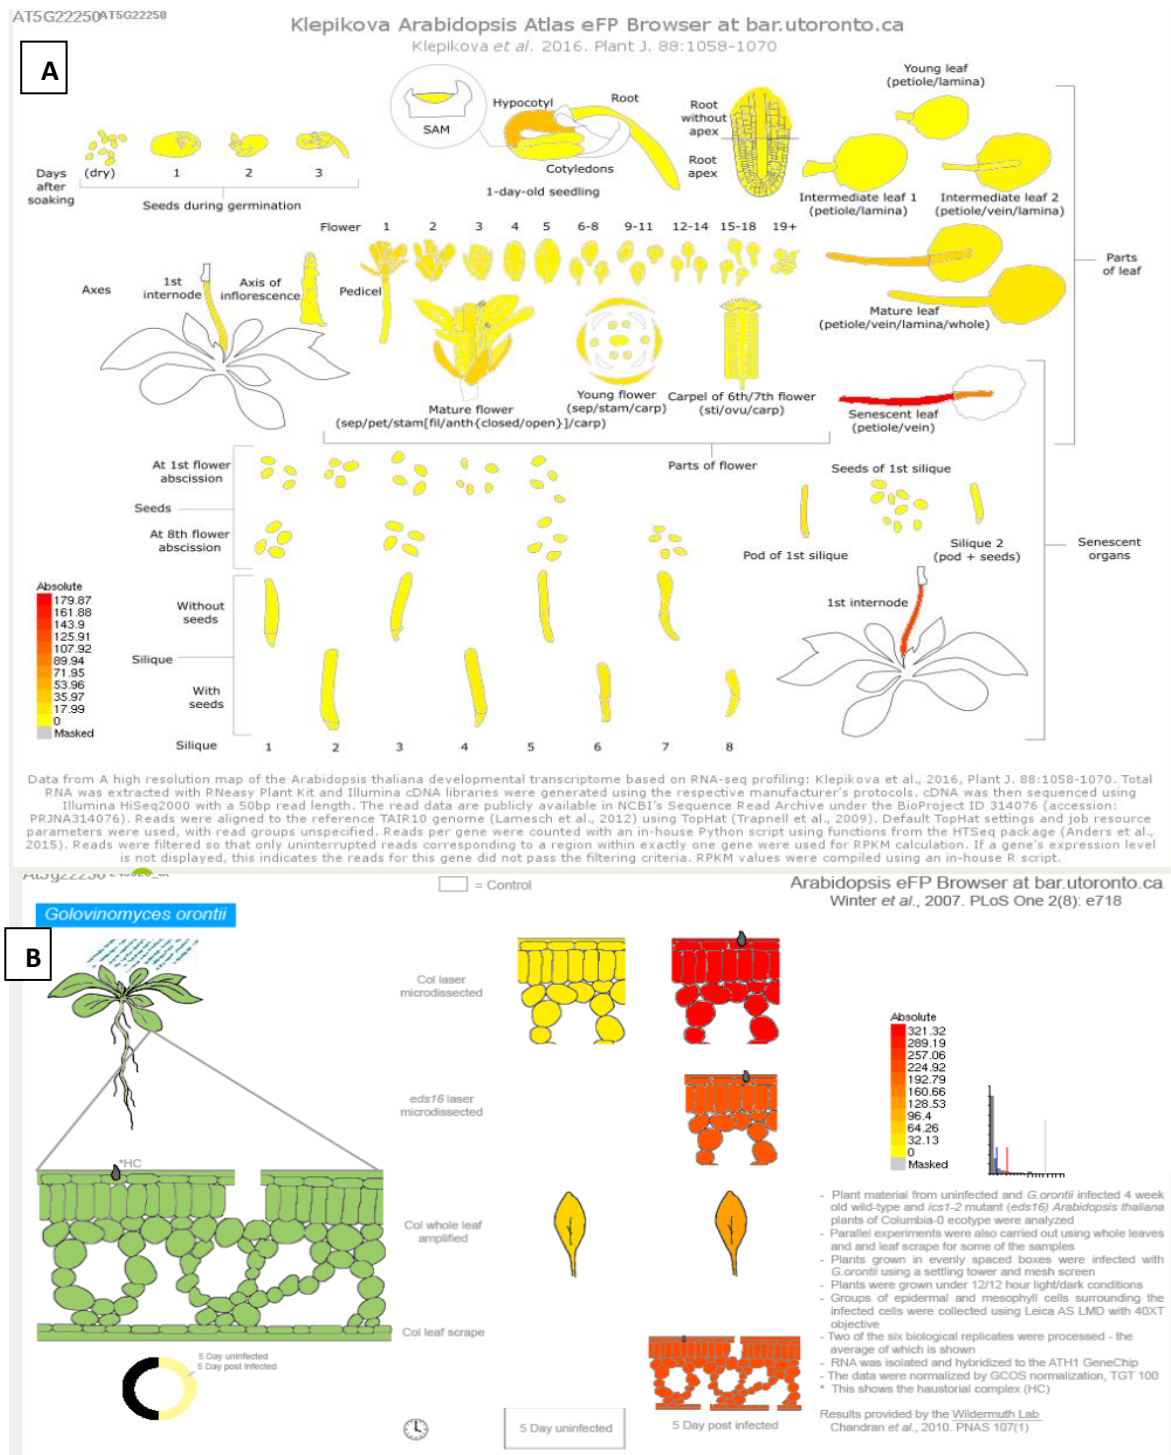 AT5G22250AT5G22250
Klepikova Arabidopsis Atlas eFP Browser at bar.utoronto.ca
Klepikova et al. 2016. Plant J. 88:1058-1070
A
Young leaf
(petiole/lamina)
Hypocotyl
Root
SAM
Cotyledons
1-day-old seedling
Root
without
apex
Root
apex
Days
after
soaking
(dry)
1
2
3
Seeds during germination
Intermediate leaf 1
(petiole/lamina)
Intermediate leaf 2
(petiole/vein/lamina)
Flower
1
2
3
4
5
6-8
9-11
12-14
15-18
19+
Parts
of leaf
Axes
1st
internode
Axis of
inflorescence
Pedicel
Mature leaf
(petiole/vein/lamina/whole)
Mature flower
(sep/pet/stam[fil/anth{closed/open}]/carp)
Young flower
(sep/stam/carp)
Carpel of 6th/7th flower
(sti/ovu/carp)
Senescent leaf
(petiole/vein)
Parts of flower
At 1st flower
abscission
Seeds
At 8th flower
abscission
Seeds of 1st silique
Pod of 1st silique
Silique 2
(pod + seeds)
Senescent
organs
1st internode
Absolute
179.87
161.88
143.9
125.91
107.92
89.94
71.95
53.96
35.97
17.99
0
Masked
Without
seeds
Silique
With
seeds
Silique
1
2
3
4
5
6
7
8
Data from A high resolution map of the Arabidopsis thaliana developmental transcriptome based on RNA-seq profiling: Klepikova et al., 2016, Plant J. 88:1058-1070. Total
RNA was extracted with RNeasy Plant Kit and Illumina cDNA libraries were generated using the respective manufacturer's protocols. cDNA was then sequenced using
Illumina HiSeq2000 with a 50bp read length. The read data are publicly available in NCBI's Sequence Read Archive under the BioProject ID 314076 (accession:
PRJNA314076). Reads were aligned to the reference TAIR10 genome (Lamesch et al., 2012) using TopHat (Trapnell et al., 2009). Default TopHat settings and job resource
parameters were used, with read groups unspecified. Reads per gene were counted with an in-house Python script using functions from the HTSeq package (Anders et al.,
2015). Reads were filtered so that only uninterrupted reads corresponding to a region within exactly one gene were used for RPKM calculation. If a gene's expression level
is not displayed, this indicates the reads for this gene did not pass the filtering criteria. RPKM values were compiled using an in-house R script.
At5g22250
= Control
Arabidopsis eFP Browser at bar.utoronto.ca
Winter et al., 2007. PLoS One 2(8): e718
Golovinomyces orontii
B
Col laser
microdissected
eds16 laser
microdissected
*HC
Col whole leaf
amplified
Col leaf scrape
Absolute
321.32
289.19
257.06
224.92
192.79
160.66
128.53
96.4
64.26
32.13
0
Masked
- Plant material from uninfected and G.orontii infected 4 week
old wild-type and ics1-2 mutant (eds16) Arabidopsis thaliana
plants of Columbia-0 ecotype were analyzed
- Parallel experiments were also carried out using whole leaves
and and leaf scrape for some of the samples
- Plants grown in evenly spaced boxes were infected with
G.orontii using a settling tower and mesh screen
- Plants were grown under 12/12 hour light/dark conditions
- Groups of epidermal and mesophyll cells surrounding the
infected cells were collected using Leica AS LMD with 40XT
objective
- Two of the six biological replicates were processed - the
average of which is shown
- RNA was isolated and hybridized to the ATH1 GeneChip
- The data were normalized by GCOS normalization, TGT 100
* This shows the haustorial complex (HC)
Results provided by the Wildermuth Lab
Chandran et al., 2010. PNAS 107(1)
5 Day uninfected
5 Day post infected
5 Day uninfected
5 Day post infected